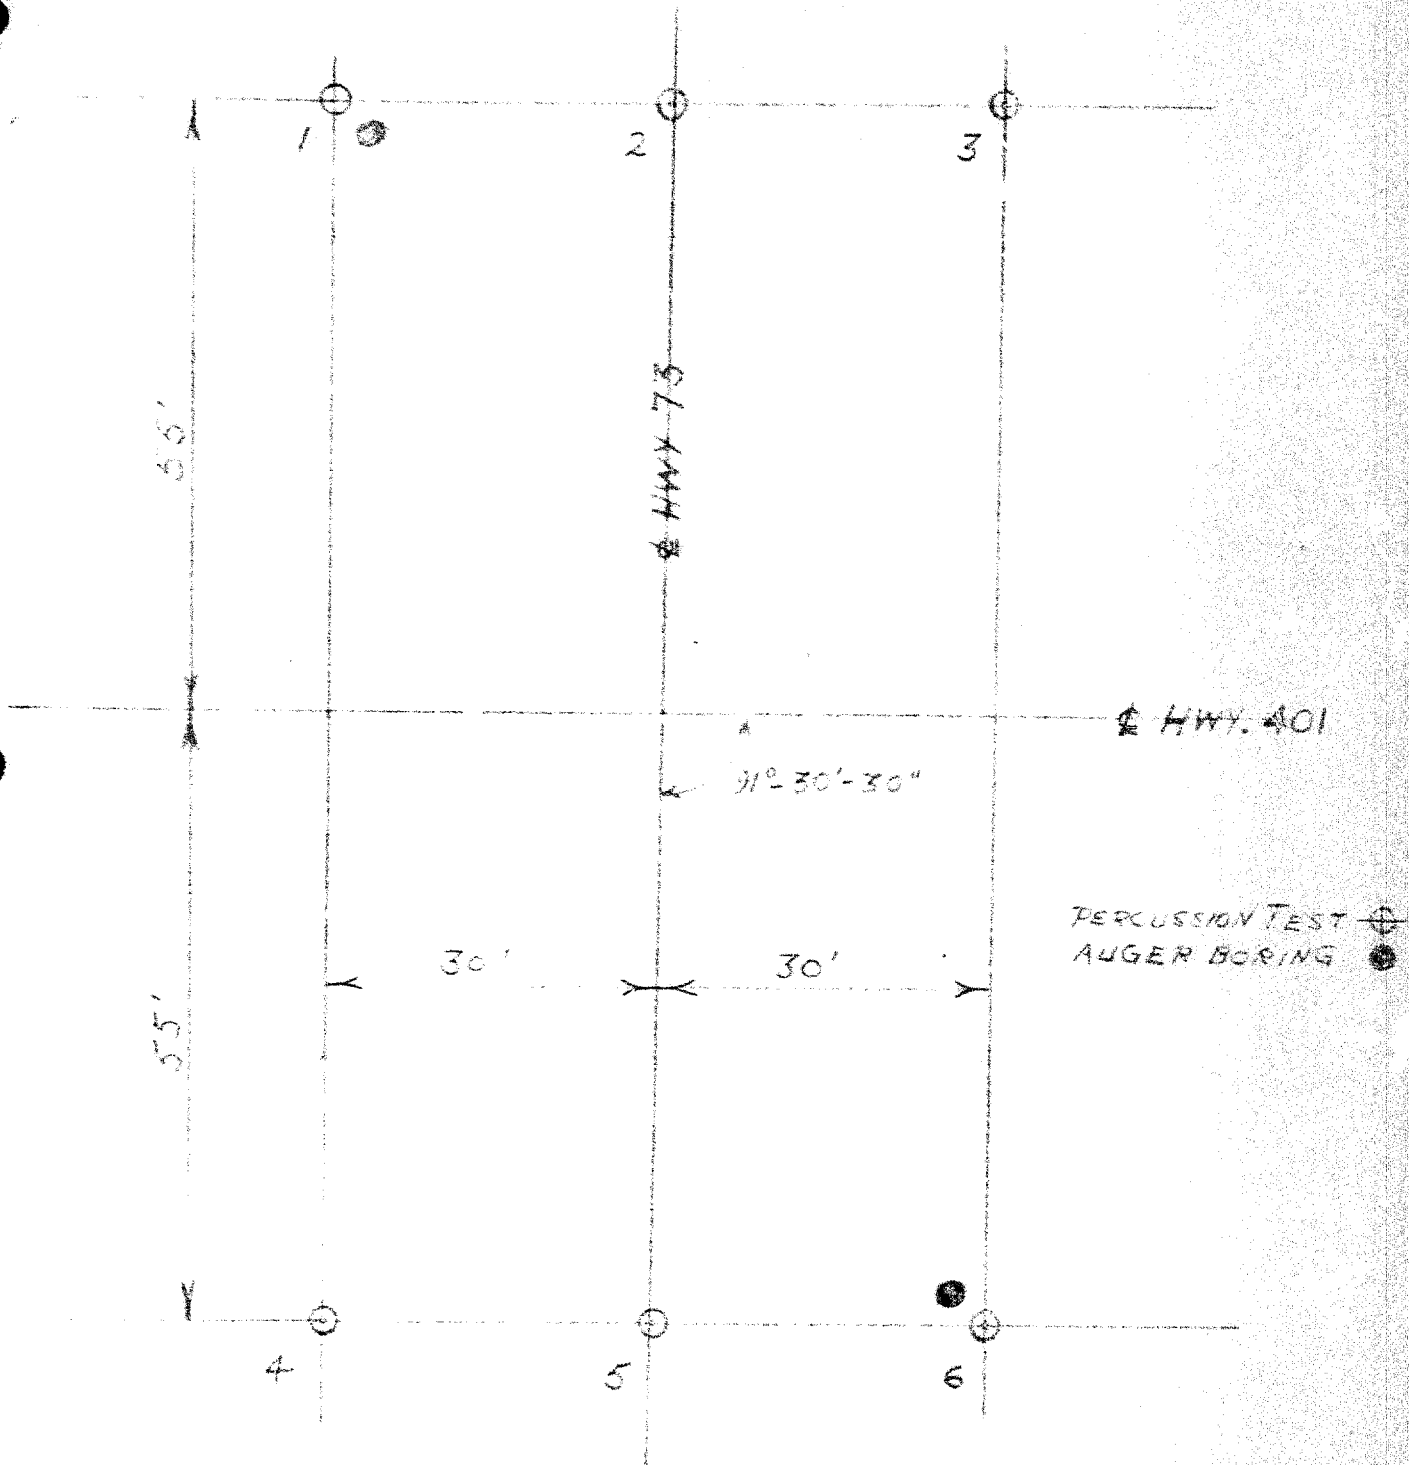 1
2
3
55'
℄ HWY 73
℄ HWY. 401
91°-30'-30"
PERCUSSION TEST
AUGER BORING
30'
30'
55'
4
5
6